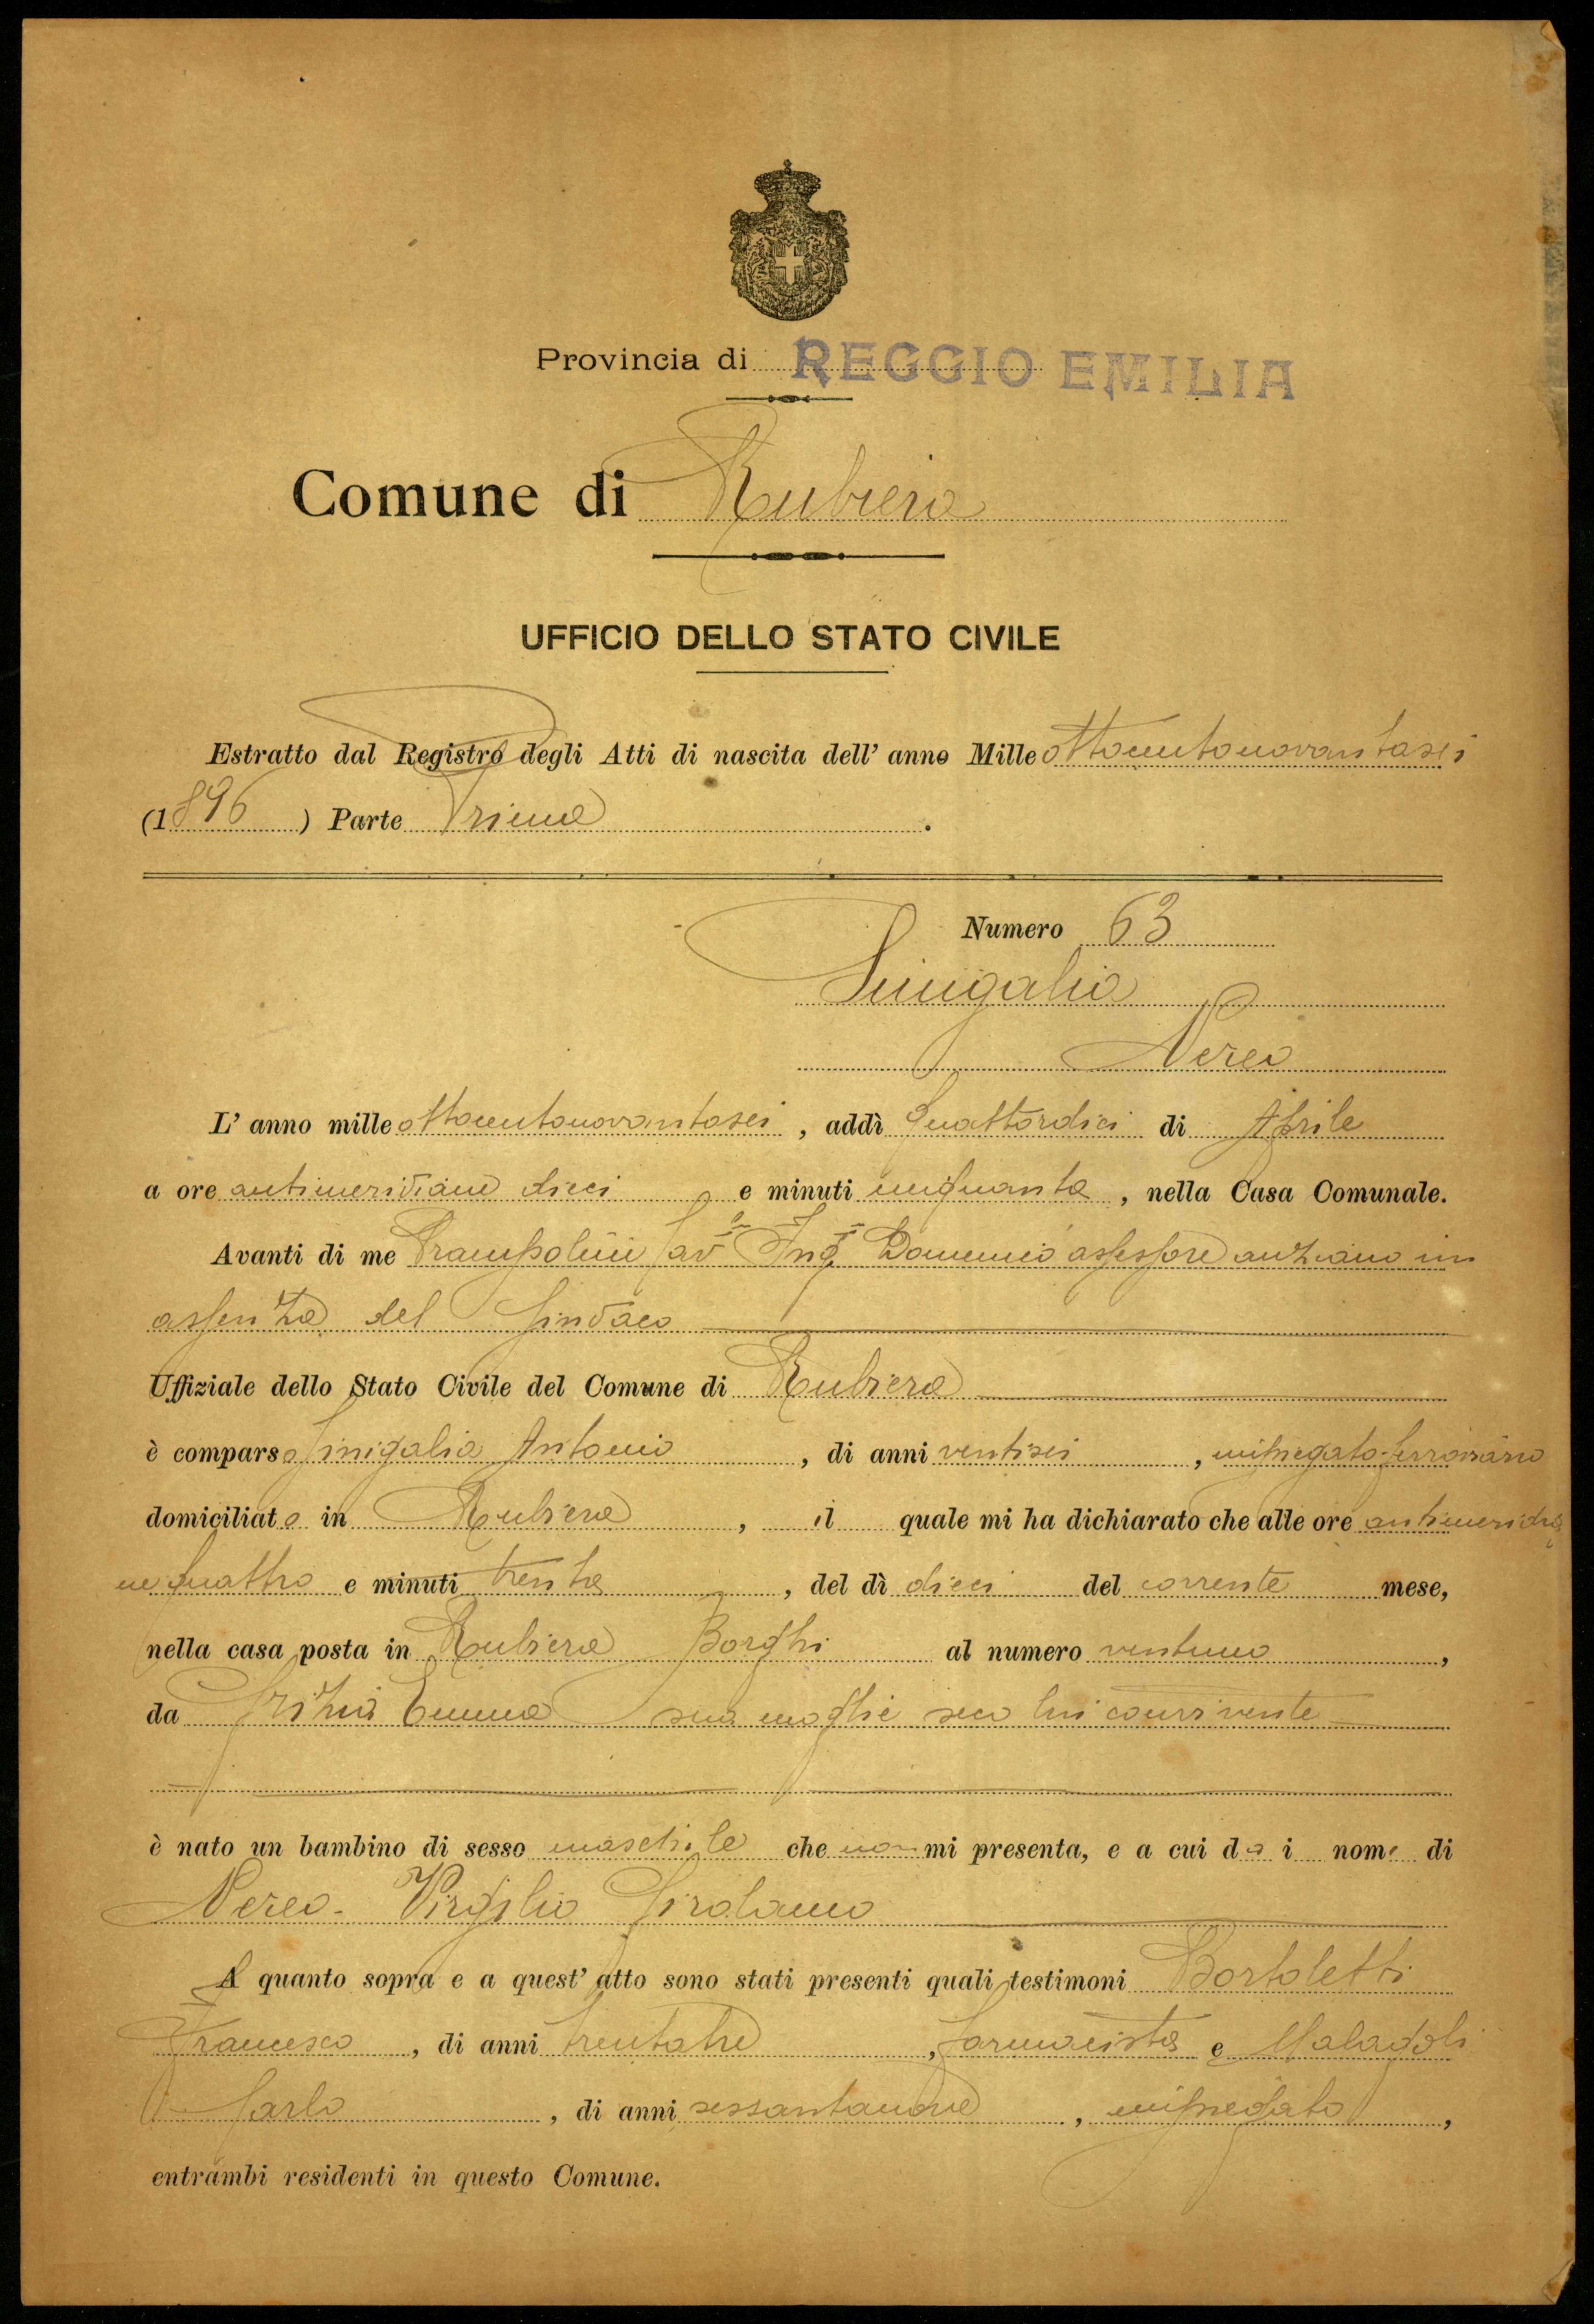 Provincia di REGGIO EMILIA
Comune di Rubiera
UFFICIO DELLO STATO CIVILE
Estratto dal Registro degli Atti di nascita dell' anno Mille ottocentonovantasei
(1896) Parte Prima.
Numero 63
Sinigalia
Nereo
L' anno mille ottocentonovantasei, addì quattordici di Aprile
a ore antimeridiane dieci e minuti cinquanta, nella Casa Comunale.
Avanti di me Prampolini Cav Ing Domenico assessore anziano in
assenza del Sindaco
Uffiziale dello Stato Civile del Comune di Rubiera
è comparso Sinigalia Antonio, di anni ventisei, impiegato ferroviario
domiciliato in Rubiera, il quale mi ha dichiarato che alle ore antimeridia
ne quattro e minuti trenta, del dì dieci del corrente mese,
nella casa posta in Rubiera Borghi al numero ventuno,
da Emma sua moglie seco lui convivente
è nato un bambino di sesso maschile che non mi presenta, e a cui da i nomi di
Nereo - Virgilio Girolamo
A quanto sopra e a quest' atto sono stati presenti quali testimoni Bortoletti
Francesco, di anni trentatre, farmacista e Malagoli
Carlo, di anni sessantanove, impiegato,
entrambi residenti in questo Comune.